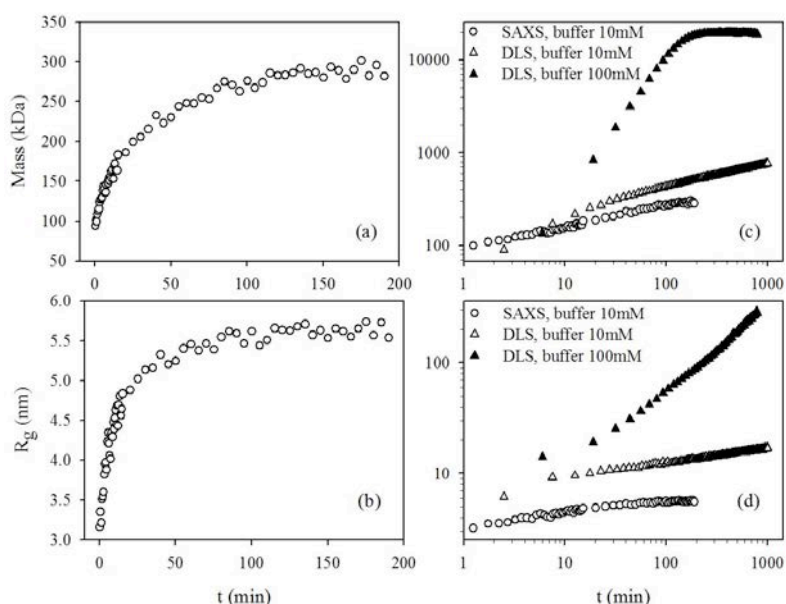 350
300
250
200
150
100
50
Mass (kDa)
(a)
0 50 100 150 200
SAXS, buffer 10mM
DLS, buffer 10mM
DLS, buffer 100mM
10000
1000
100
(c)
1 10 100 1000
6.0
5.5
5.0
4.5
4.0
3.5
3.0
Rg (nm)
(b)
0 50 100 150 200
t (min)
SAXS, buffer 10mM
DLS, buffer 10mM
DLS, buffer 100mM
100
10
(d)
1 10 100 1000
t (min)